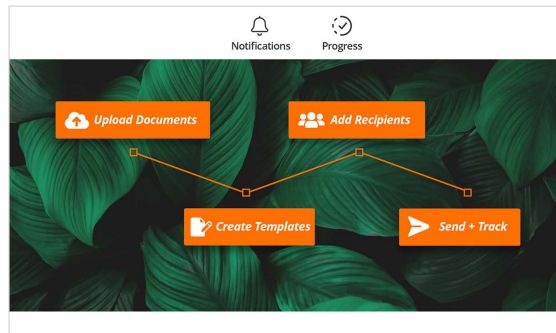 Notifications Progress
Upload Documents
Add Recipients
Create Templates
Send + Track